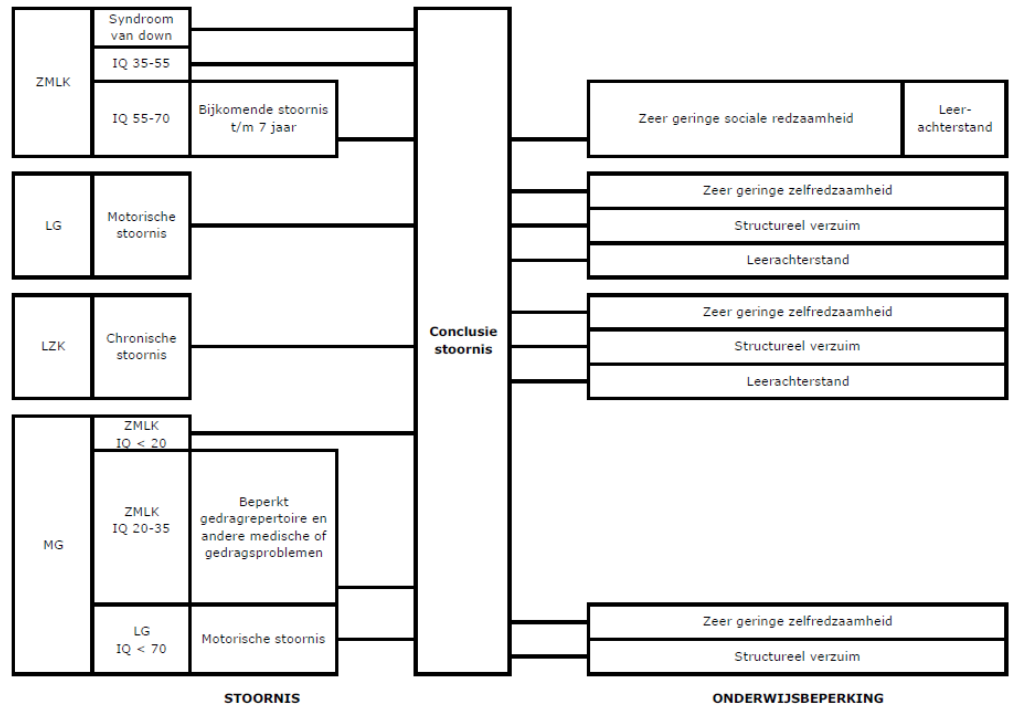 ZMLK
Syndroom
van down
IQ 35-55
IQ 55-70
Bijkomende stoornis
t/m 7 jaar
Zeer geringe sociale redzaamheid
Leer-
achterstand
LG
Motorische
stoornis
Zeer geringe zelfredzaamheid
Structureel verzuim
Leerachterstand
LZK
Chronische
stoornis
Conclusie
stoornis
Zeer geringe zelfredzaamheid
Structureel verzuim
Leerachterstand
MG
ZMLK
IQ < 20
ZMLK
IQ 20-35
Beperkt
gedragrepertoire en
andere medische of
gedragsproblemen
LG
IQ < 70
Motorische stoornis
Zeer geringe zelfredzaamheid
Structureel verzuim
STOORNIS
ONDERWIJSBEPERKING